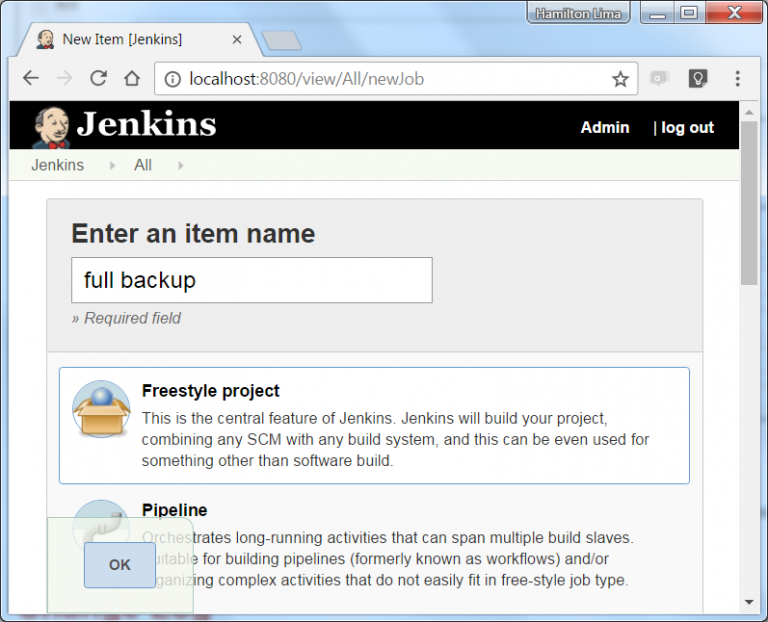 Hamilton Lima
New Item [Jenkins]
localhost:8080/view/All/newJob
Jenkins
Admin | log out
Jenkins All
Enter an item name
full backup
» Required field
Freestyle project
This is the central feature of Jenkins. Jenkins will build your project,
combining any SCM with any build system, and this can be even used for
something other than software build.
Pipeline
Orchestrates long-running activities that can span multiple build slaves.
uitable for building pipelines (formerly known as workflows) and/or
ganizing complex activities that do not easily fit in free-style job type.
OK